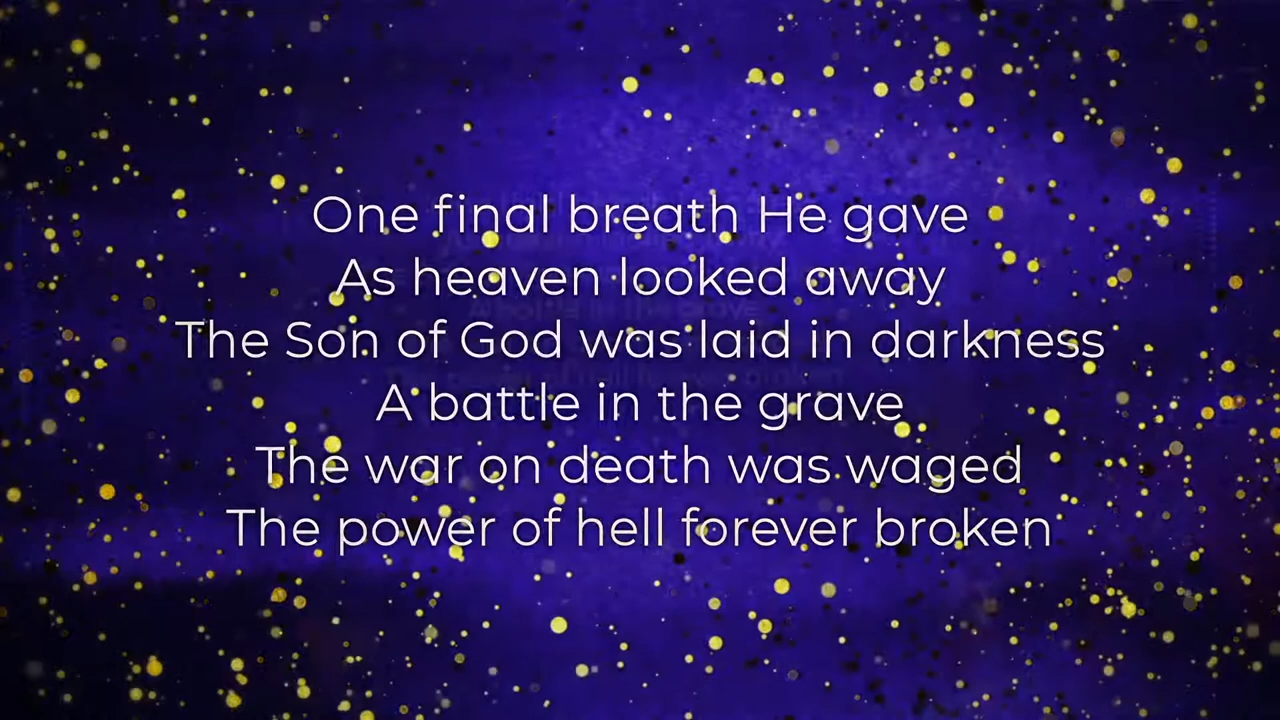 One final breath He gave
As heaven looked away
The Son of God was laid in darkness
A battle in the grave
The war on death was waged
The power of hell forever broken